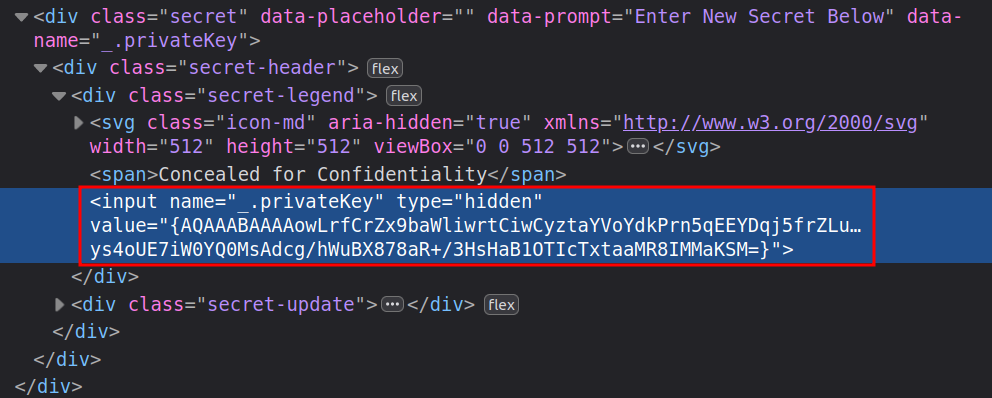 <div class="secret" data-placeholder="" data-prompt="Enter New Secret Below" data-
name="_.privateKey">
<div class="secret-header"> flex
<div class="secret-legend"> flex
<svg class="icon-md" aria-hidden="true" xmlns="http://www.w3.org/2000/svg"
width="512" height="512" viewBox="0 0 512 512">…</svg>
<span>Concealed for Confidentiality</span>
<input name="_.privateKey" type="hidden"
value="{AQAAABAAAAowLrfCrZx9baWliwrtCiwCyztaYVoYdkPrn5qEEYDqj5frZLu…
ys4oUE7iW0YQ0MsAdcg/hWuBX878aR+/3HsHaB1OTIcTxtaaMR8IMMaKSM=}">
</div>
<div class="secret-update">…</div> flex
</div>
</div>
</div>